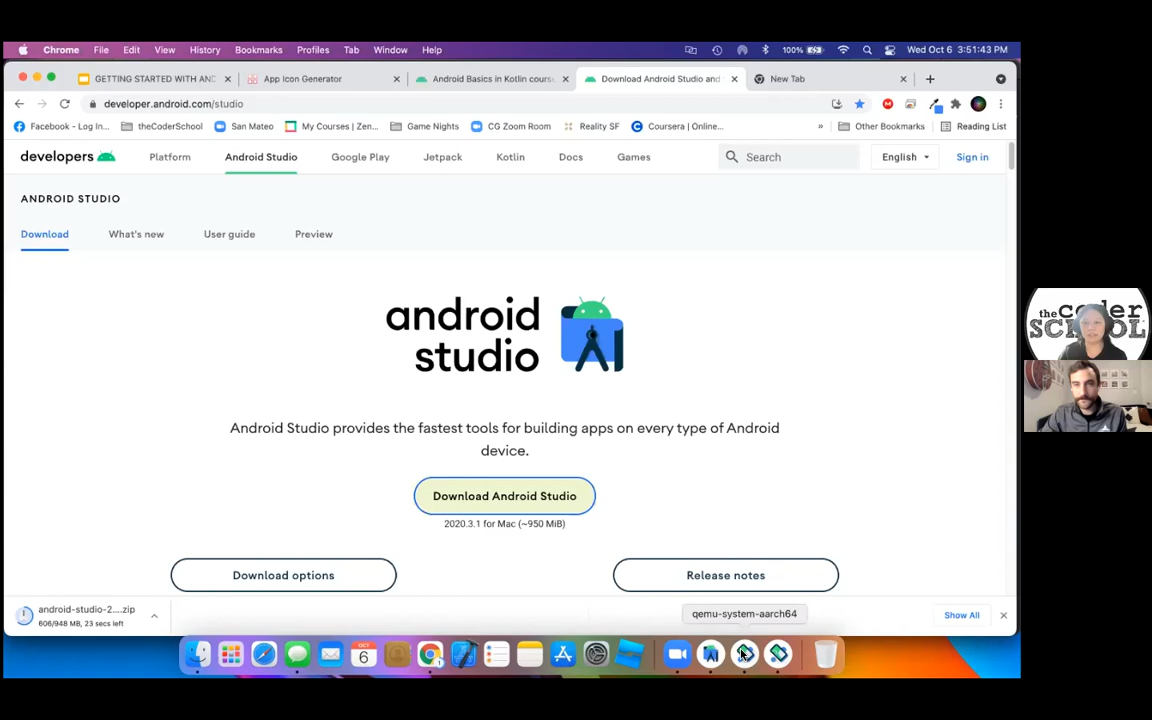 Chrome File Edit View History Bookmarks Profiles Tab Window Help 100% Wed Oct 6 3:51:43 PM
GETTING STARTED WITH AND App Icon Generator Android Basics in Kotlin cours Download Android Studio and New Tab
developer.android.com/studio
Facebook - Log In... theCoderSchool San Mateo My Courses | Zen... Game Nights CG Zoom Room Reality SF Coursera | Online... » Other Bookmarks Reading List
developers Platform Android Studio Google Play Jetpack Kotlin Docs Games Search English Sign in
ANDROID STUDIO
Download What's new User guide Preview
android
studio
Android Studio provides the fastest tools for building apps on every type of Android
device.
Download Android Studio
2020.3.1 for Mac (~950 MiB)
Download options Release notes
android-studio-2....zip
606/948 MB, 23 secs left
qemu-system-aarch64
Show All
OCT
6
the coder
SCHOOL